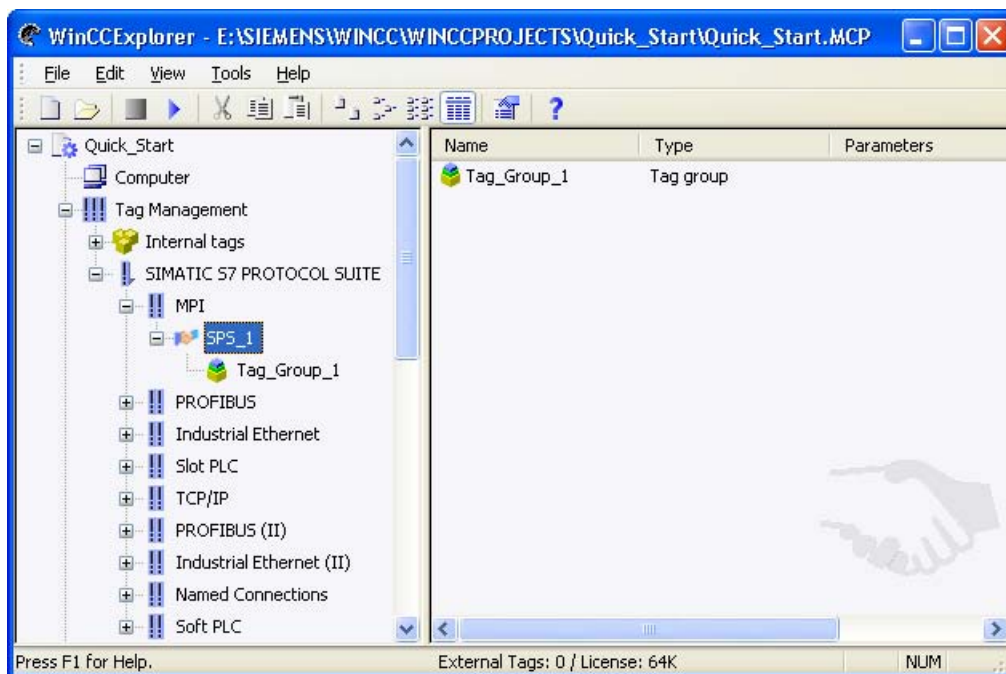 WinCCExplorer - E:\SIEMENS\WINCC\WINCCPROJECTS\Quick_Start\Quick_Start.MCP
File Edit View Tools Help
Quick_Start
Computer
Tag Management
Internal tags
SIMATIC S7 PROTOCOL SUITE
MPI
SPS_1
Tag_Group_1
PROFIBUS
Industrial Ethernet
Slot PLC
TCP/IP
PROFIBUS (II)
Industrial Ethernet (II)
Named Connections
Soft PLC
Name Type Parameters
Tag_Group_1 Tag group
Press F1 for Help. External Tags: 0 / License: 64K NUM